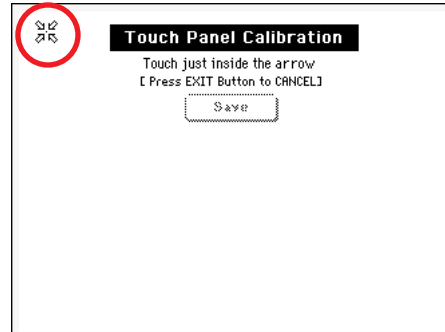 Touch Panel Calibration
Touch just inside the arrow
[ Press EXIT Button to CANCEL]
Save